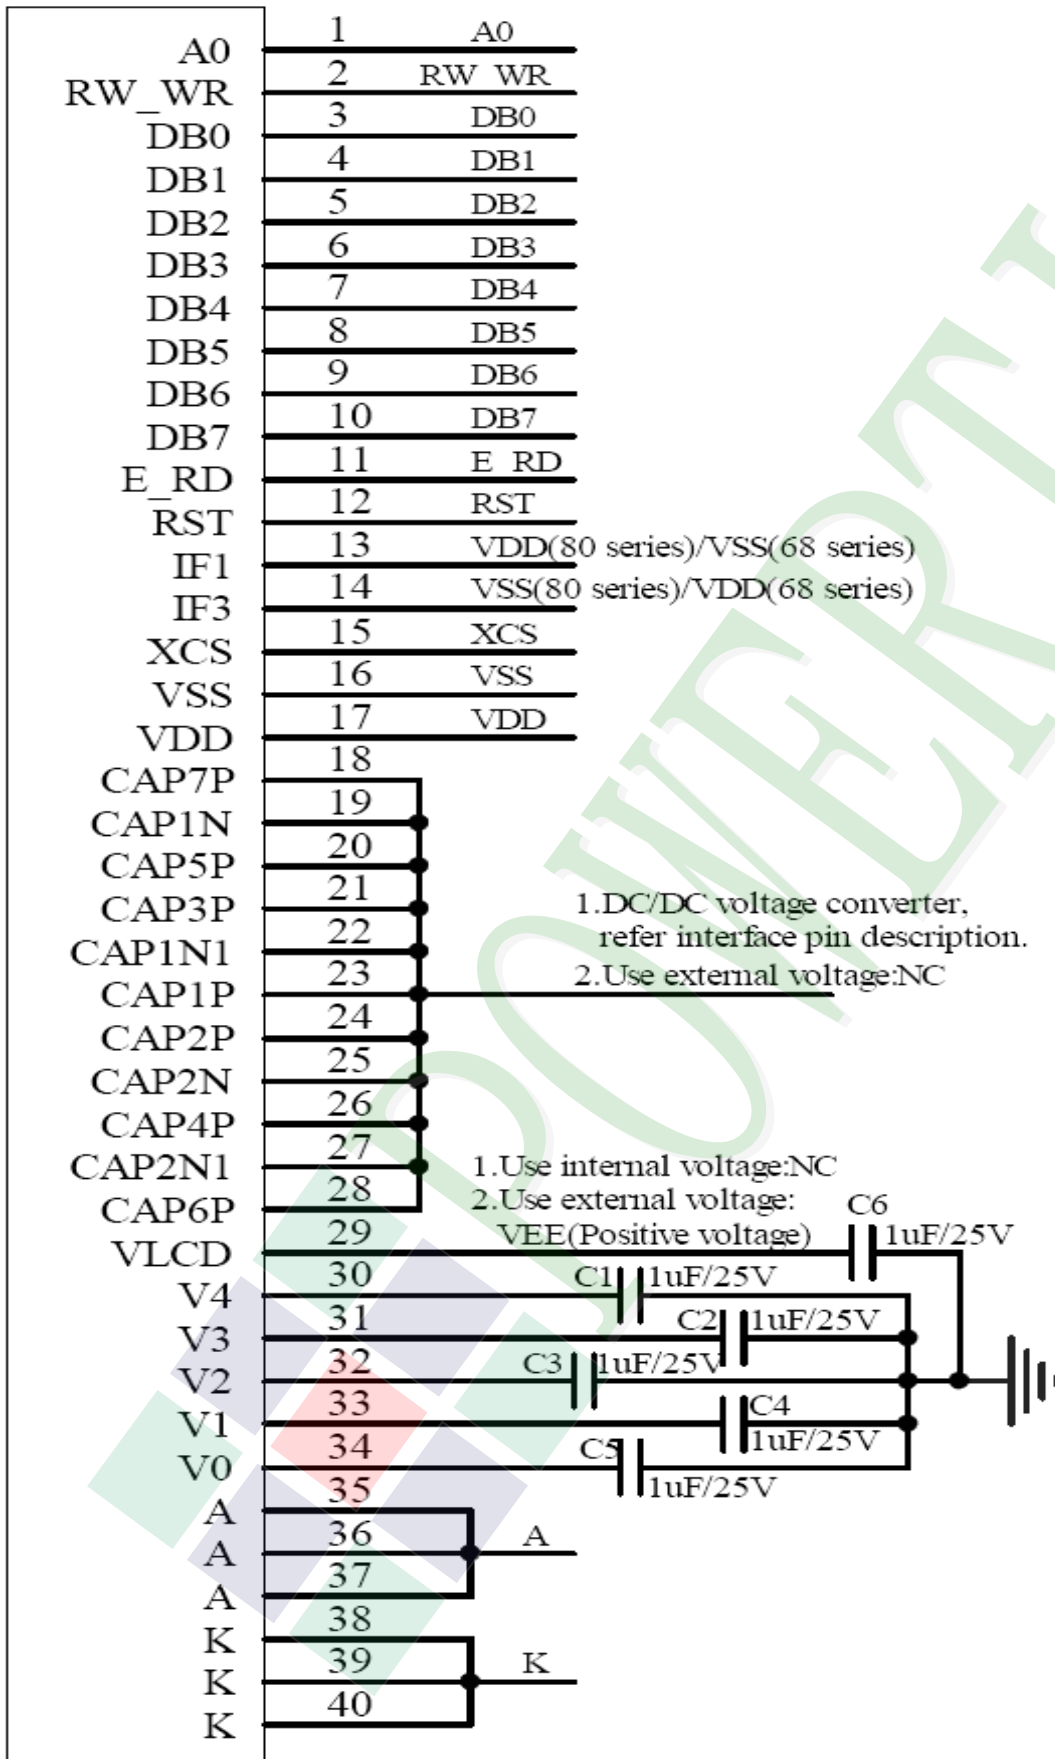 A0 1 A0
RW_WR 2 RW WR
DB0 3 DB0
DB1 4 DB1
DB2 5 DB2
DB3 6 DB3
DB4 7 DB4
DB5 8 DB5
DB6 9 DB6
DB7 10 DB7
E_RD 11 E RD
RST 12 RST
IF1 13 VDD(80 series)/VSS(68 series)
IF3 14 VSS(80 series)/VDD(68 series)
XCS 15 XCS
VSS 16 VSS
VDD 17 VDD
CAP7P 18
CAP1N 19
CAP5P 20
CAP3P 21
CAP1N1 22
CAP1P 23
CAP2P 24
CAP2N 25
CAP4P 26
CAP2N1 27
CAP6P 28
1.DC/DC voltage converter,
refer interface pin description.
2.Use external voltage:NC
1.Use internal voltage:NC
2.Use external voltage:
VEE(Positive voltage)
VLCD 29 C6 1uF/25V
V4 30 C1 1uF/25V
V3 31 C2 1uF/25V
V2 32 C3 1uF/25V
V1 33 C4 1uF/25V
V0 34 C5 1uF/25V
A 35
A 36 A
A 37
K 38
K 39 K
K 40